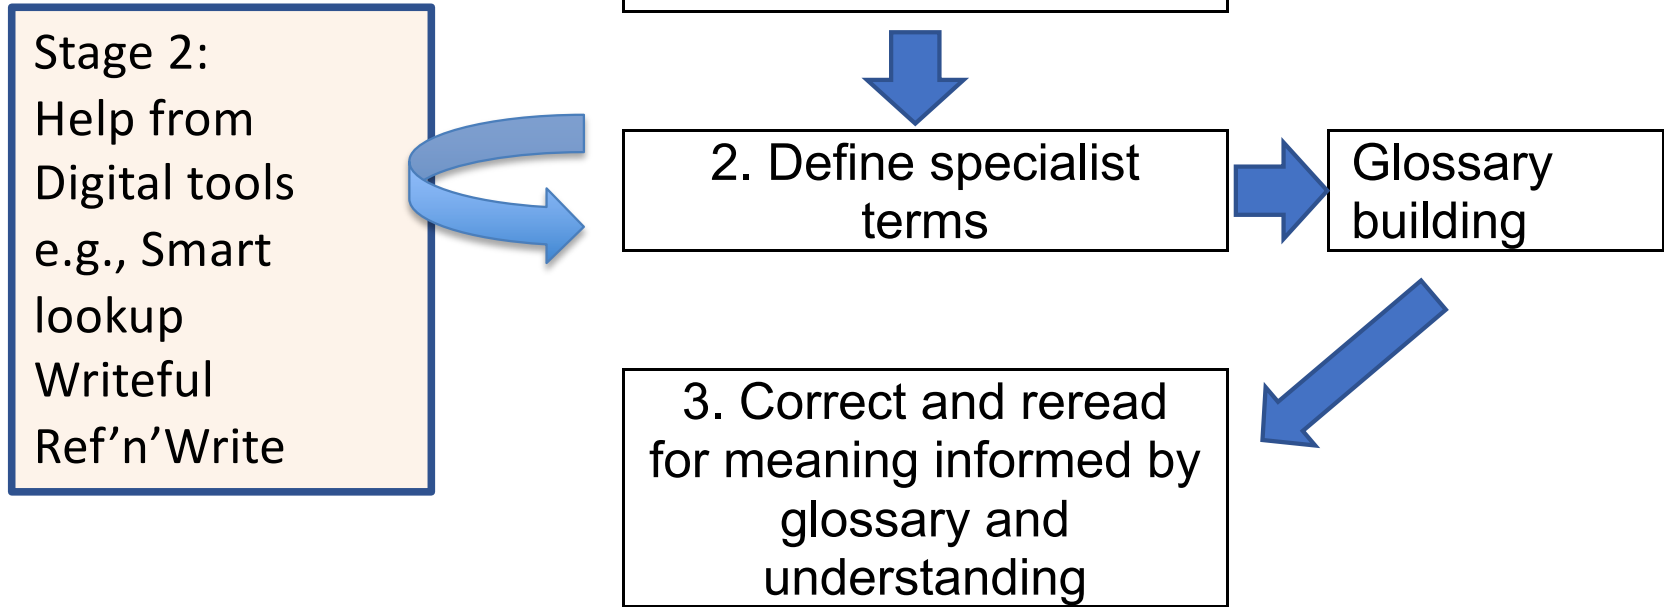 Stage 2:
Help from
Digital tools
e.g., Smart
lookup
Writeful
Ref’n’Write
2. Define specialist
terms
Glossary
building
3. Correct and reread
for meaning informed by
glossary and
understanding